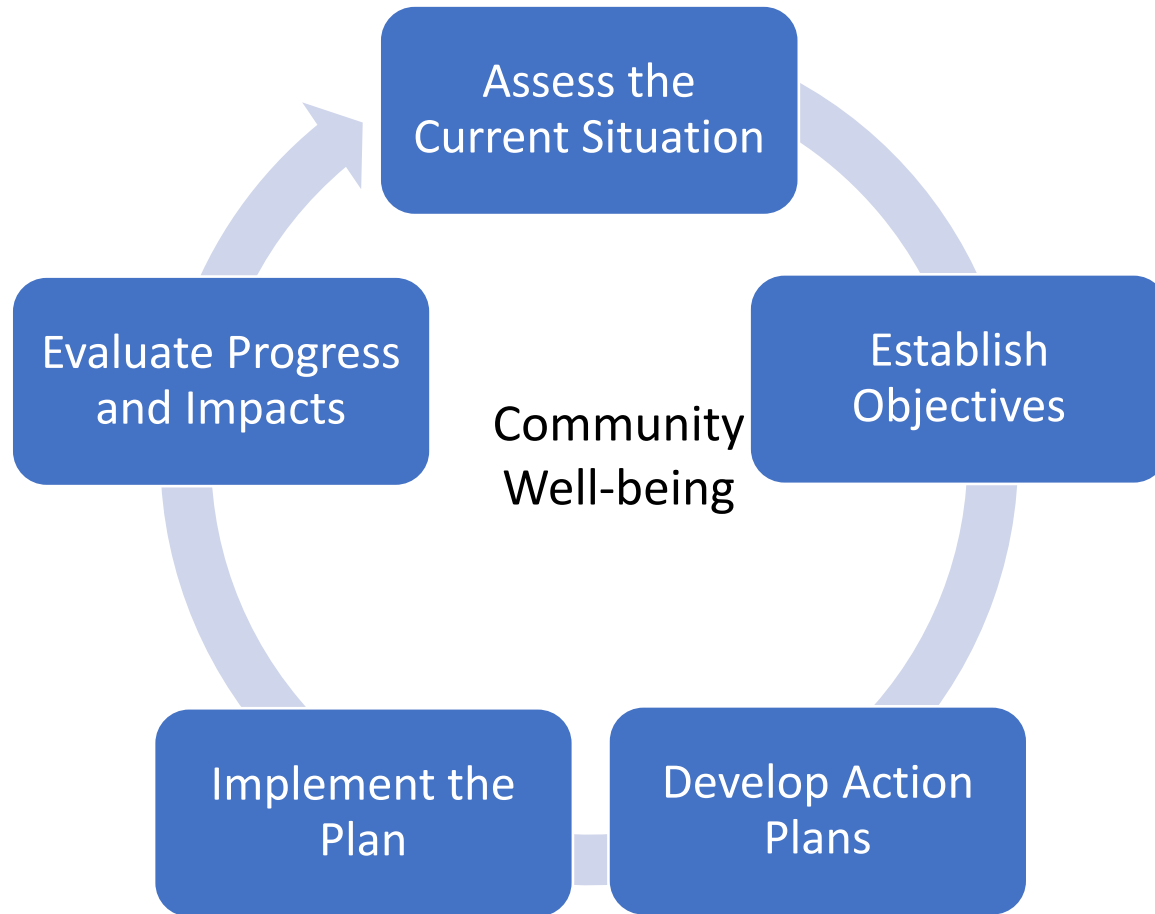 Assess the
Current Situation
Establish
Objectives
Develop Action
Plans
Implement the
Plan
Evaluate Progress
and Impacts
Community
Well-being